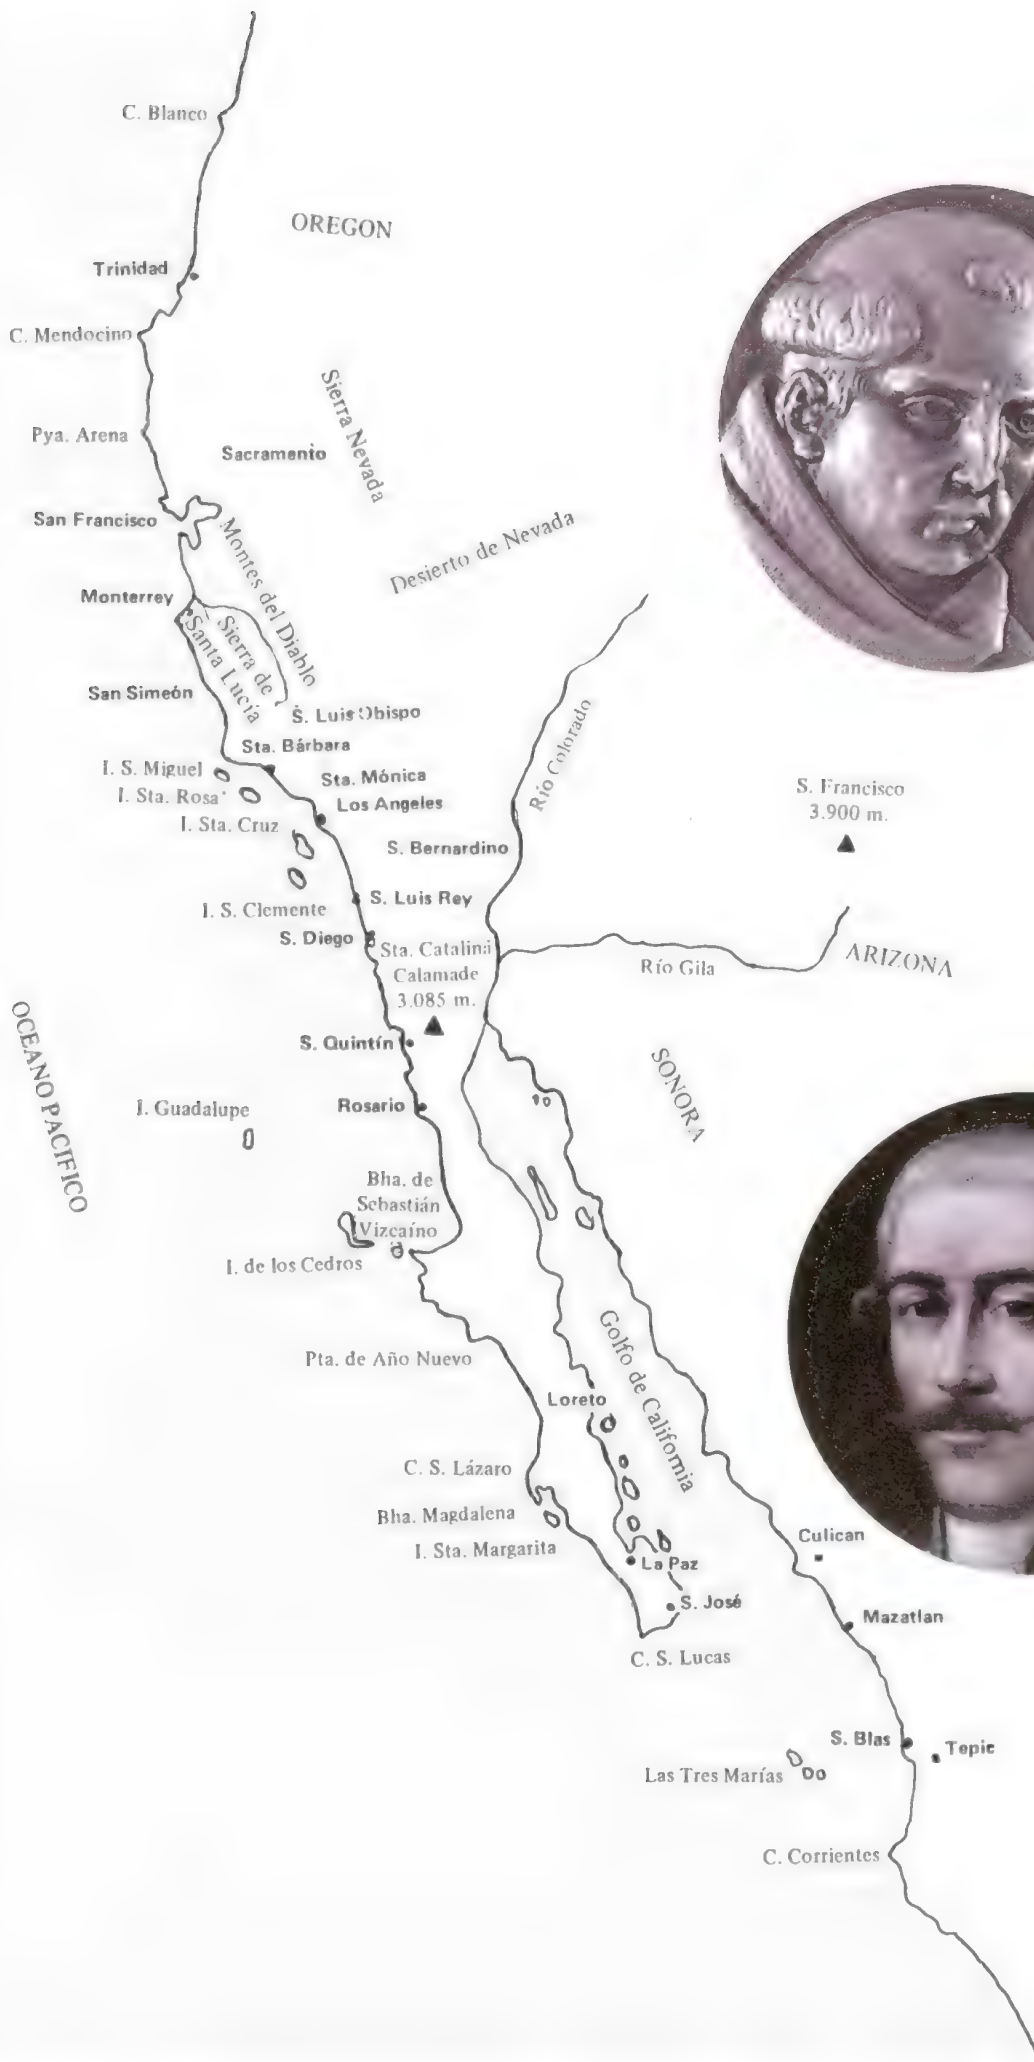 C. Blanco
OREGON
Trinidad
C. Mendocino
Sierra Nevada
Pya. Arena
Sacramento
San Francisco
Montes del Diablo
Desierto de Nevada
Monterrey
Sierra de
Santa Lucía
San Simeón
S. Luis Obispo
Sta. Bárbara
I. S. Miguel
Sta. Mónica
I. Sta. Rosa
Los Angeles
I. Sta. Cruz
Río Colorado
S. Francisco
3.900 m.
S. Bernardino
S. Luis Rey
I. S. Clemente
S. Diego
Sta. Catalina
Calamade
3.085 m.
Río Gila
ARIZONA
OCEANO PACIFICO
S. Quintín
SONORA
I. Guadalupe
Rosario
Bha. de
Sebastián
Vizcaíno
I. de los Cedros
Pta. de Año Nuevo
Golfo de California
Loreto
C. S. Lázaro
Bha. Magdalena
I. Sta. Margarita
Culican
La Paz
S. José
Mazatlan
C. S. Lucas
S. Blas
Tepic
Las Tres Marías
C. Corrientes